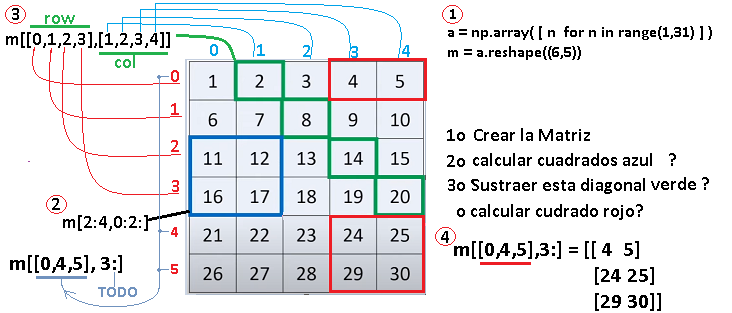 3 row
m[[0,1,2,3],[1,2,3,4]]
col
0 1 2 3 4
0 1 2 3 4 5
1 6 7 8 9 10
2 11 12 13 14 15
3 16 17 18 19 20
4 21 22 23 24 25
5 26 27 28 29 30
2
m[2:4,0:2:]
m[[0,4,5], 3:]
TODO
1
a = np.array( [ n for n in range(1,31) ] )
m = a.reshape((6,5))
1o Crear la Matriz
2o calcular cuadrados azul ?
3o Sustraer esta diagonal verde ?
o calcular cudrado rojo?
4
m[[0,4,5],3:] = [[ 4 5]
[24 25]
[29 30]]